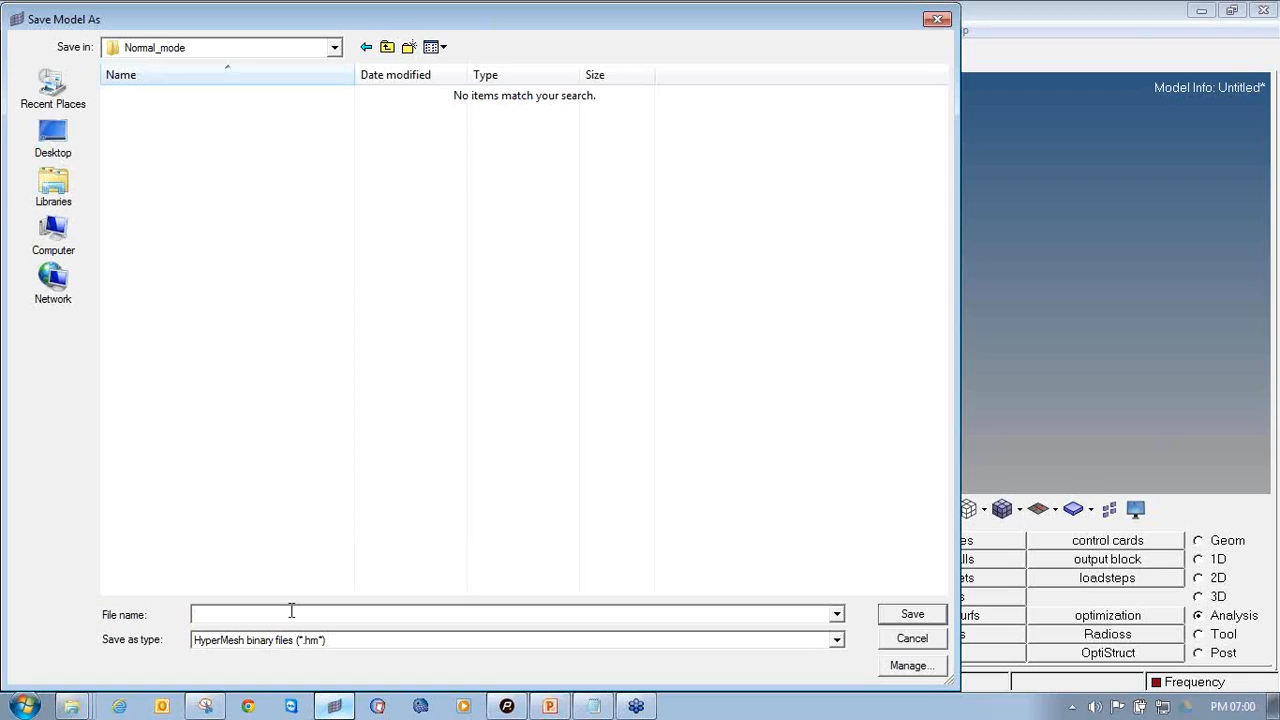 Save Model As
Save in:
Normal_mode
Name
Date modified
Type
Size
No items match your search.
Recent Places
Desktop
Libraries
Computer
Network
File name:
Save as type:
HyperMesh binary files (*.hm*)
Save
Cancel
Manage...
Model Info: Untitled*
control cards
Geom
output block
1D
loadsteps
2D
3D
optimization
Analysis
Radioss
Tool
OptiStruct
Post
Frequency
PM 07:00